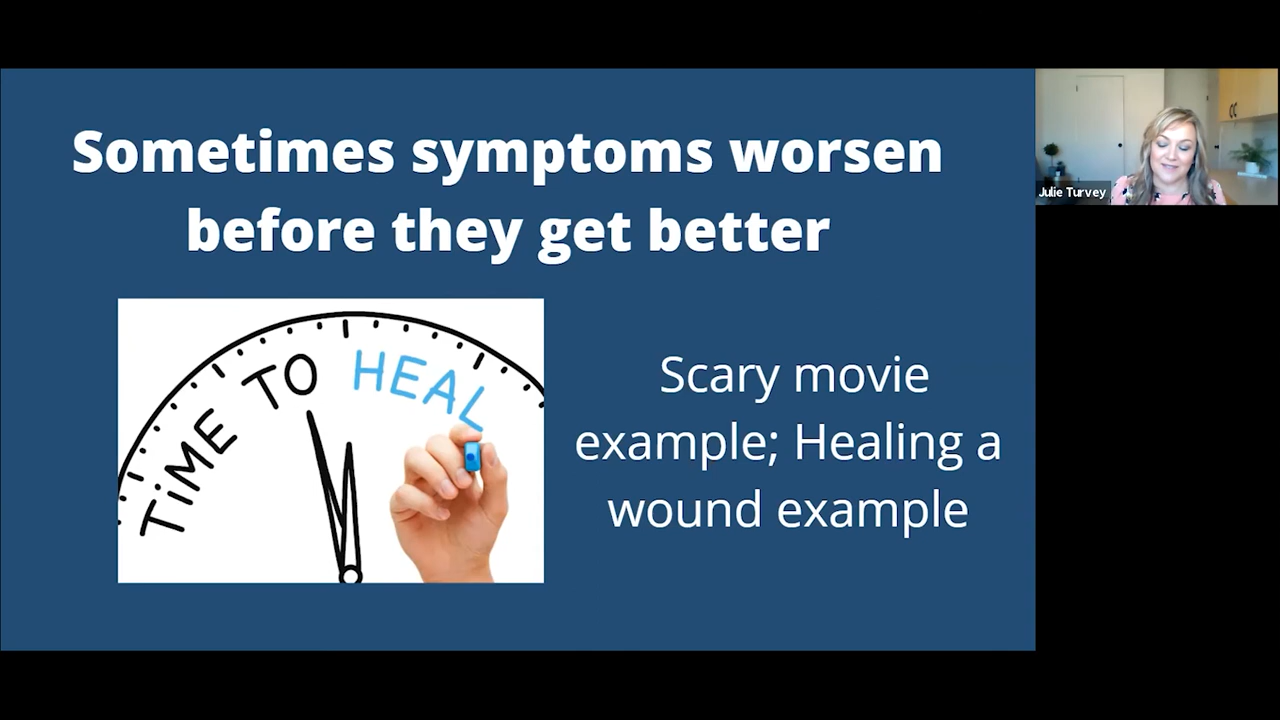 Sometimes symptoms worsen
before they get better
TiME TO HEAL
Scary movie
example; Healing a
wound example
Julie Turvey